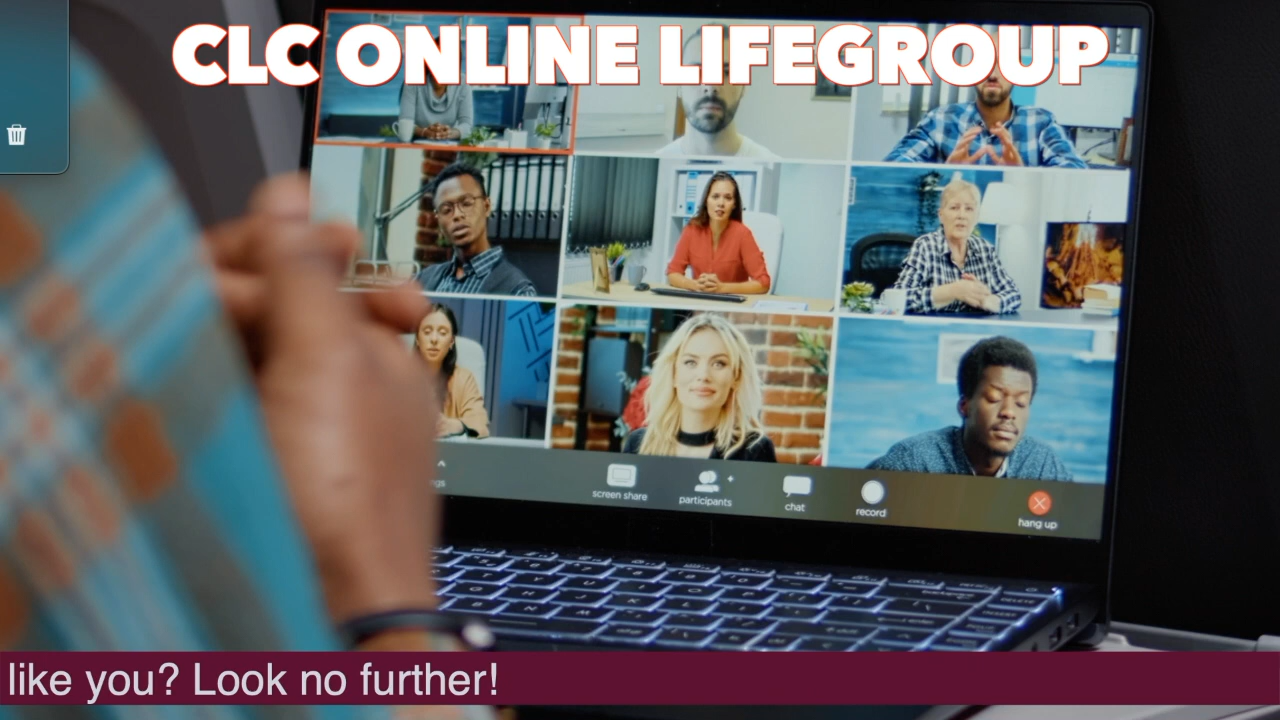 CLC ONLINE LIFEGROUP
screen share
participants
chat
record
hang up
like you? Look no further!